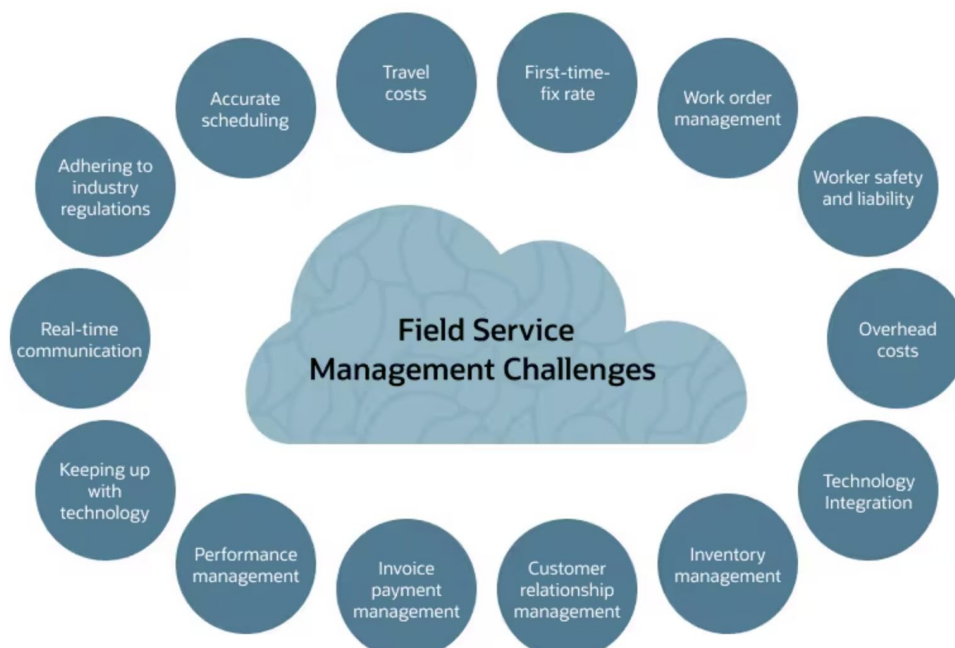 Field Service
Management Challenges
Travel
costs
First-time-
fix rate
Work order
management
Worker safety
and liability
Overhead
costs
Technology
Integration
Inventory
management
Customer
relationship
management
Invoice
payment
management
Performance
management
Keeping up
with
technology
Real-time
communication
Adhering to
industry
regulations
Accurate
scheduling